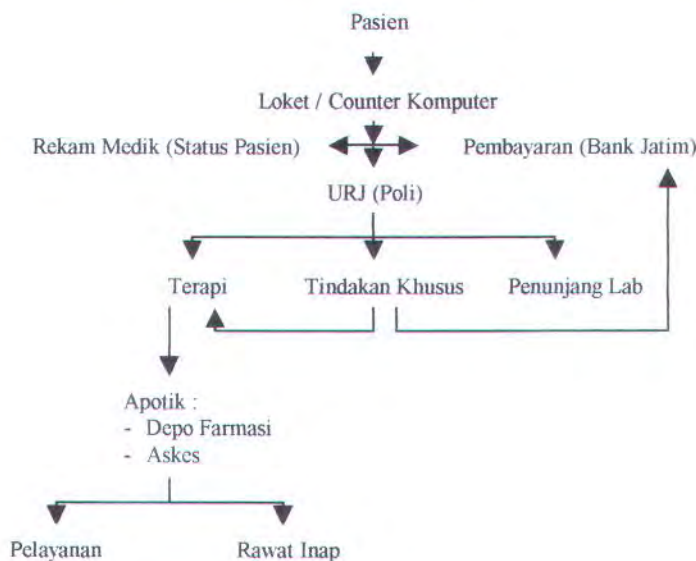 Pasien
Loket / Counter Komputer
Rekam Medik (Status Pasien)
Pembayaran (Bank Jatim)
URJ (Poli)
Terapi
Tindakan Khusus
Penunjang Lab
Apotik :
- Depo Farmasi
- Askes
Pelayanan
Rawat Inap